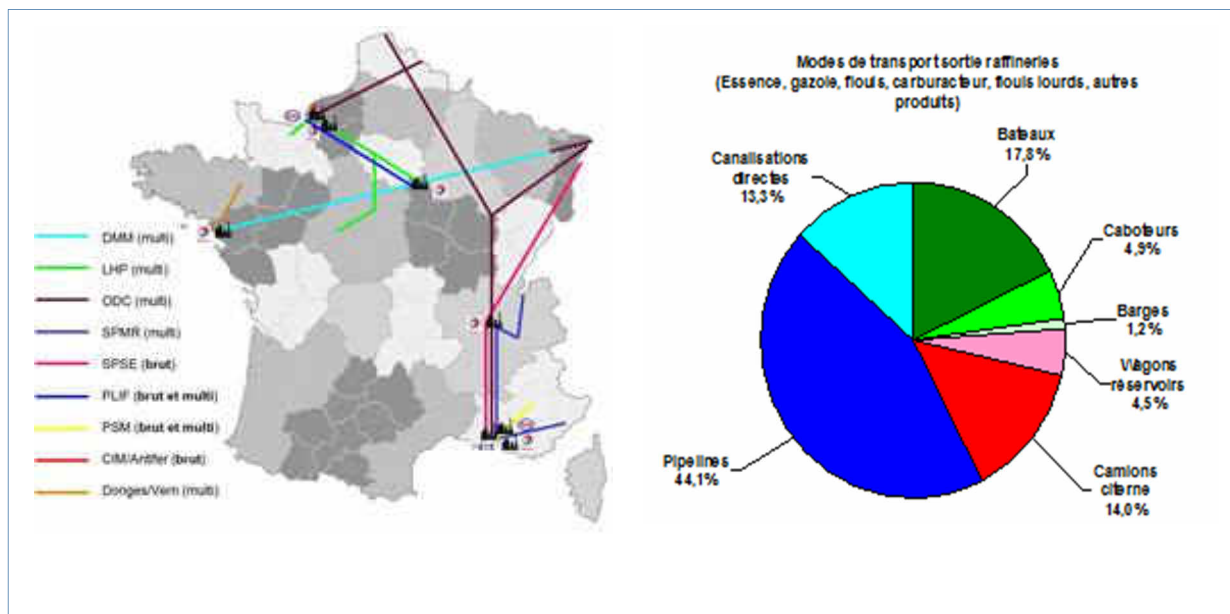 DMM (multi)
LHP (multi)
ODC (multi)
SPMR (multi)
SPSE (brut)
PLIF (brut et multi)
PSM (brut et multi)
CIM/Antifer (brut)
Donges/Vern (multi)
Modes de transport sortie raffineries
(Essence, gazole, fiouls, carburacteur, fiouls lourds, autres
produits)
Bateaux
17,8%
Canalisations
directes
13,3%
Caboteurs
4,9%
Barges
1,2%
Wagons
réservoirs
4,5%
Pipelines
44,1%
Camions
citerne
14,0%